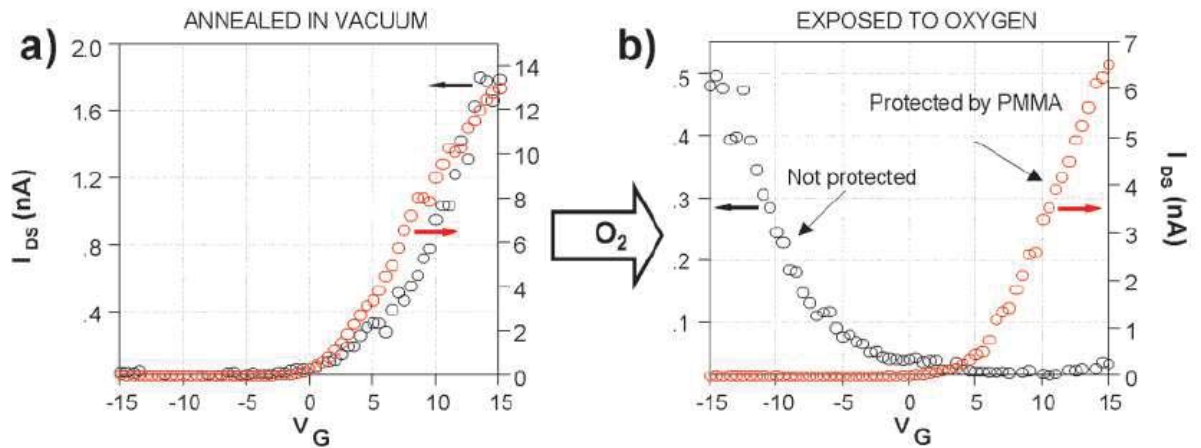 ANNEALED IN VACUUM
a)
2.0
1.6
1.2
.8
.4
14
12
10
8
6
4
2
0
I DS (nA)
-15 -10 -5 0 5 10 15
V G
O2
EXPOSED TO OXYGEN
b)
.5
.4
.3
.2
.1
7
6
5
4
3
2
1
0
Protected by PMMA
Not protected
I DS (nA)
-15 -10 -5 0 5 10 15
V G